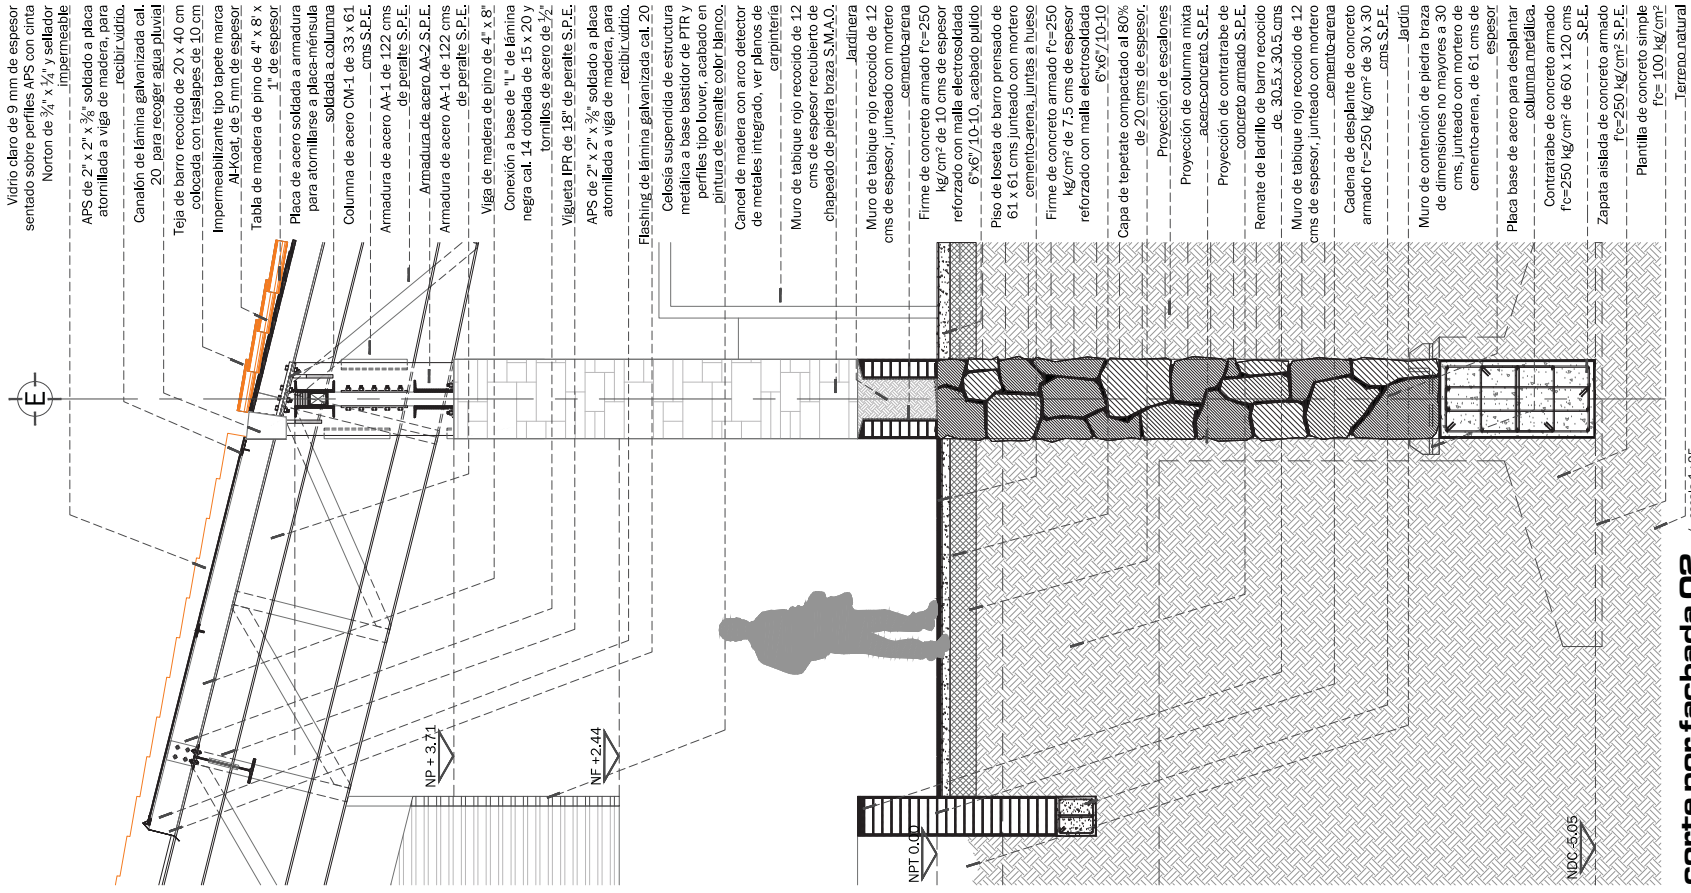 Vidrio claro de 9 mm de espesor
sentado sobre perfiles APS con cinta
Norton de ¾" x ¼" y sellador
impermeable
APS de 2" x 2" x ⅜" soldado a placa
atornillada a viga de madera, para
recibir vidrio.
Canalón de lámina galvanizada cal.
20 para recoger agua pluvial
Teja de barro recocido de 20 x 40 cm
colocada con traslapes de 10 cm
Impermeabilizante tipo tapete marca
Al-Koat, de 5 mm de espesor
Tabla de madera de pino de 4" x 8' x
1" de espesor
Placa de acero soldada a armadura
para atornillarse a placa-ménsula
soldada a columna
Columna de acero CM-1 de 33 x 61
cms S.P.E.
Armadura de acero AA-1 de 122 cms
de peralte S.P.E.
Armadura de acero AA-2 S.P.E.
Armadura de acero AA-1 de 122 cms
de peralte S.P.E.
Viga de madera de pino de 4" x 8"
Conexión a base de "L" de lámina
negra cal. 14 doblada de 15 x 20 y
tornillos de acero de ½"
Vigueta IPR de 18" de peralte S.P.E.
APS de 2" x 2" x ⅜" soldado a placa
atornillada a viga de madera, para
recibir vidrio.
Flashing de lámina galvanizada cal. 20
Celosía suspendida de estructura
metálica a base bastidor de PTR y
perfiles tipo louver, acabado en
pintura de esmalte color blanco.
Cancel de madera con arco detector
de metales integrado, ver planos de
carpintería
Muro de tabique rojo recocido de 12
cms de espesor recubierto de
chapeado de piedra braza S.M.A.O.
Jardinera
Muro de tabique rojo recocido de 12
cms de espesor, junteado con mortero
cemento-arena
Firme de concreto armado f'c=250
kg/cm² de 10 cms de espesor
reforzado con malla electrosoldada
6"x6"/10-10, acabado pulido
Piso de loseta de barro prensado de
61 x 61 cms junteado con mortero
cemento-arena, juntas a hueso
Firme de concreto armado f'c=250
kg/cm² de 7.5 cms de espesor
reforzado con malla electrosoldada
6"x6"/10-10
Capa de tepetate compactado al 80%
de 20 cms de espesor.
Proyección de escalones
Proyección de columna mixta
acero-concreto S.P.E.
Proyección de contratrabe de
concreto armado S.P.E.
Remate de ladrillo de barro recocido
de 30.5 x 30.5 cms
Muro de tabique rojo recocido de 12
cms de espesor, junteado con mortero
cemento-arena
Cadena de desplante de concreto
armado f'c=250 kg/cm² de 30 x 30
cms S.P.E.
Jardín
Muro de contención de piedra braza
de dimensiones no mayores a 30
cms, junteado con mortero de
cemento-arena, de 61 cms de
espesor
Placa base de acero para desplantar
columna metálica.
Contratrabe de concreto armado
f'c=250 kg/cm² de 60 x 120 cms
S.P.E.
Zapata aislada de concreto armado
f'c=250 kg/cm² S.P.E.
Plantilla de concreto simple
f'c= 100 kg/cm²
Terreno natural
E
NP + 3.71
NF +2.44
NPT 0.00
NDC -5.05
corte por fachada 02